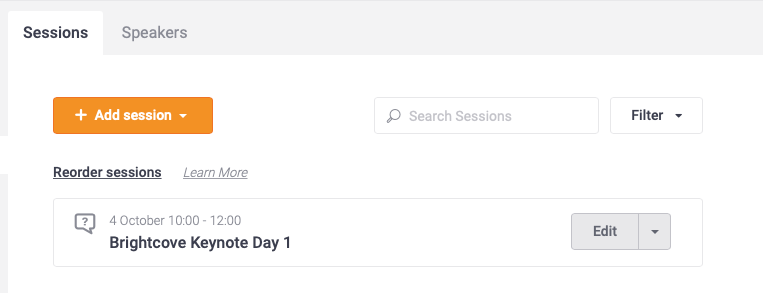 Sessions
Speakers
+ Add session
Search Sessions
Filter
Reorder sessions
Learn More
?
4 October 10:00 - 12:00
Brightcove Keynote Day 1
Edit